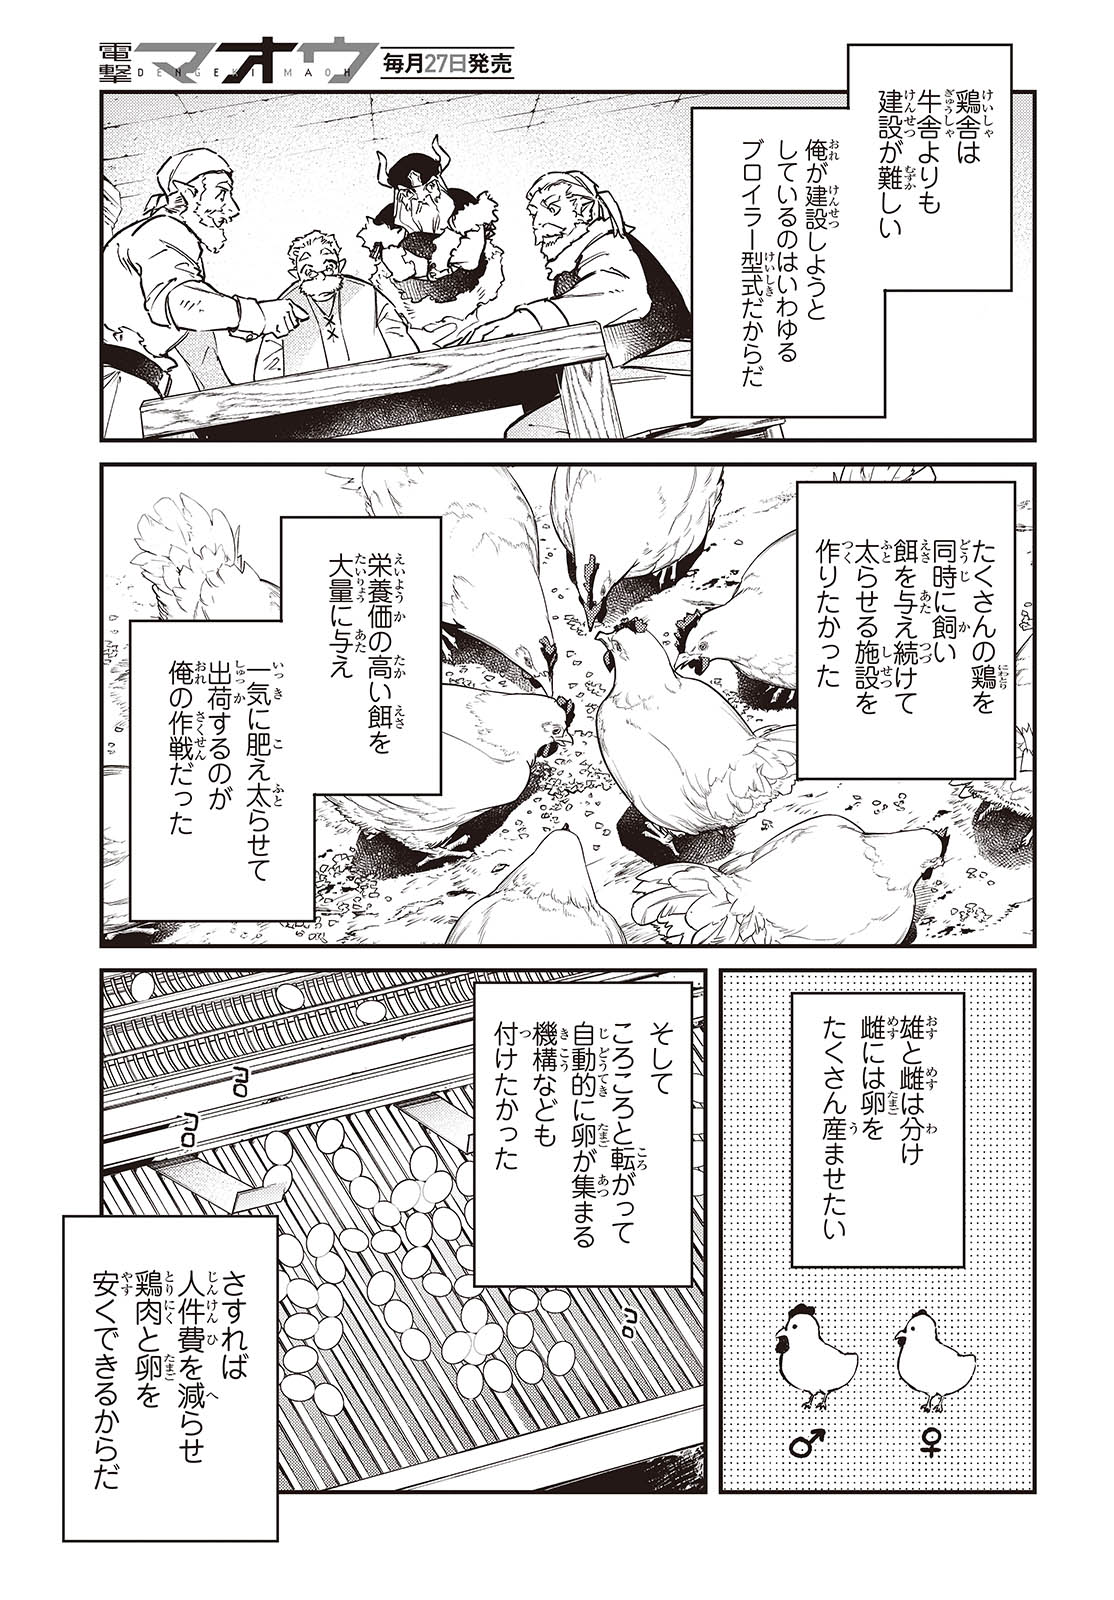 電撃マオウ
DENGEKI MAOH
毎月27日発売
鶏舎は
牛舎よりも
建設が難しい
俺が建設しようと
しているのはいわゆる
ブロイラー型式だからだ
たくさんの鶏を
同時に飼い
餌を与え続けて
太らせる施設を
作りたかった
栄養価の高い餌を
大量に与え
一気に肥え太らせて
出荷するのが
俺の作戦だった
雄と雌は分け
雌には卵を
たくさん産ませたい
♂
♀
そして
ころころと転がって
自動的に卵が集まる
機構なども
付けたかった
コロ
コロ
コロ
さすれば
人件費を減らせ
鶏肉と卵を
安くできるからだ